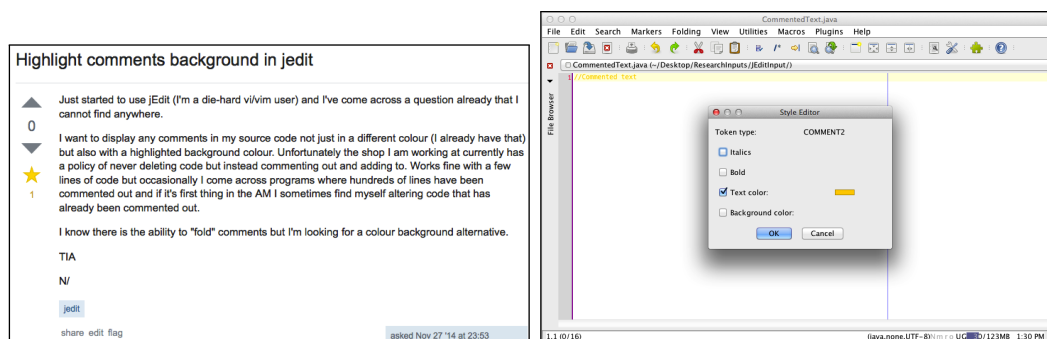 Highlight comments background in jedit
Just started to use jEdit (I'm a die-hard vi/vim user) and I've come across a question already that I
cannot find anywhere.
0
I want to display any comments in my source code not just in a different colour (I already have that)
but also with a highlighted background colour. Unfortunately the shop I am working at currently has
a policy of never deleting code but instead commenting out and adding to. Works fine with a few
lines of code but occasionally I come across programs where hundreds of lines have been
commented out and if it's first thing in the AM I sometimes find myself altering code that has
already been commented out.
1
I know there is the ability to "fold" comments but I'm looking for a colour background alternative.
TIA
N/
jedit
share edit flag
asked Nov 27 '14 at 23:53
CommentedText.java
File Edit Search Markers Folding View Utilities Macros Plugins Help
CommentedText.java (~/Desktop/ResearchInputs/JEditInput/)
1 //Commented text
File Browser
Style Editor
Token type: COMMENT2
Italics
Bold
Text color:
Background color:
OK Cancel
1,1 (0/16)
(java,none,UTF-8) N m r o UG 0/123MB 1:30 PM